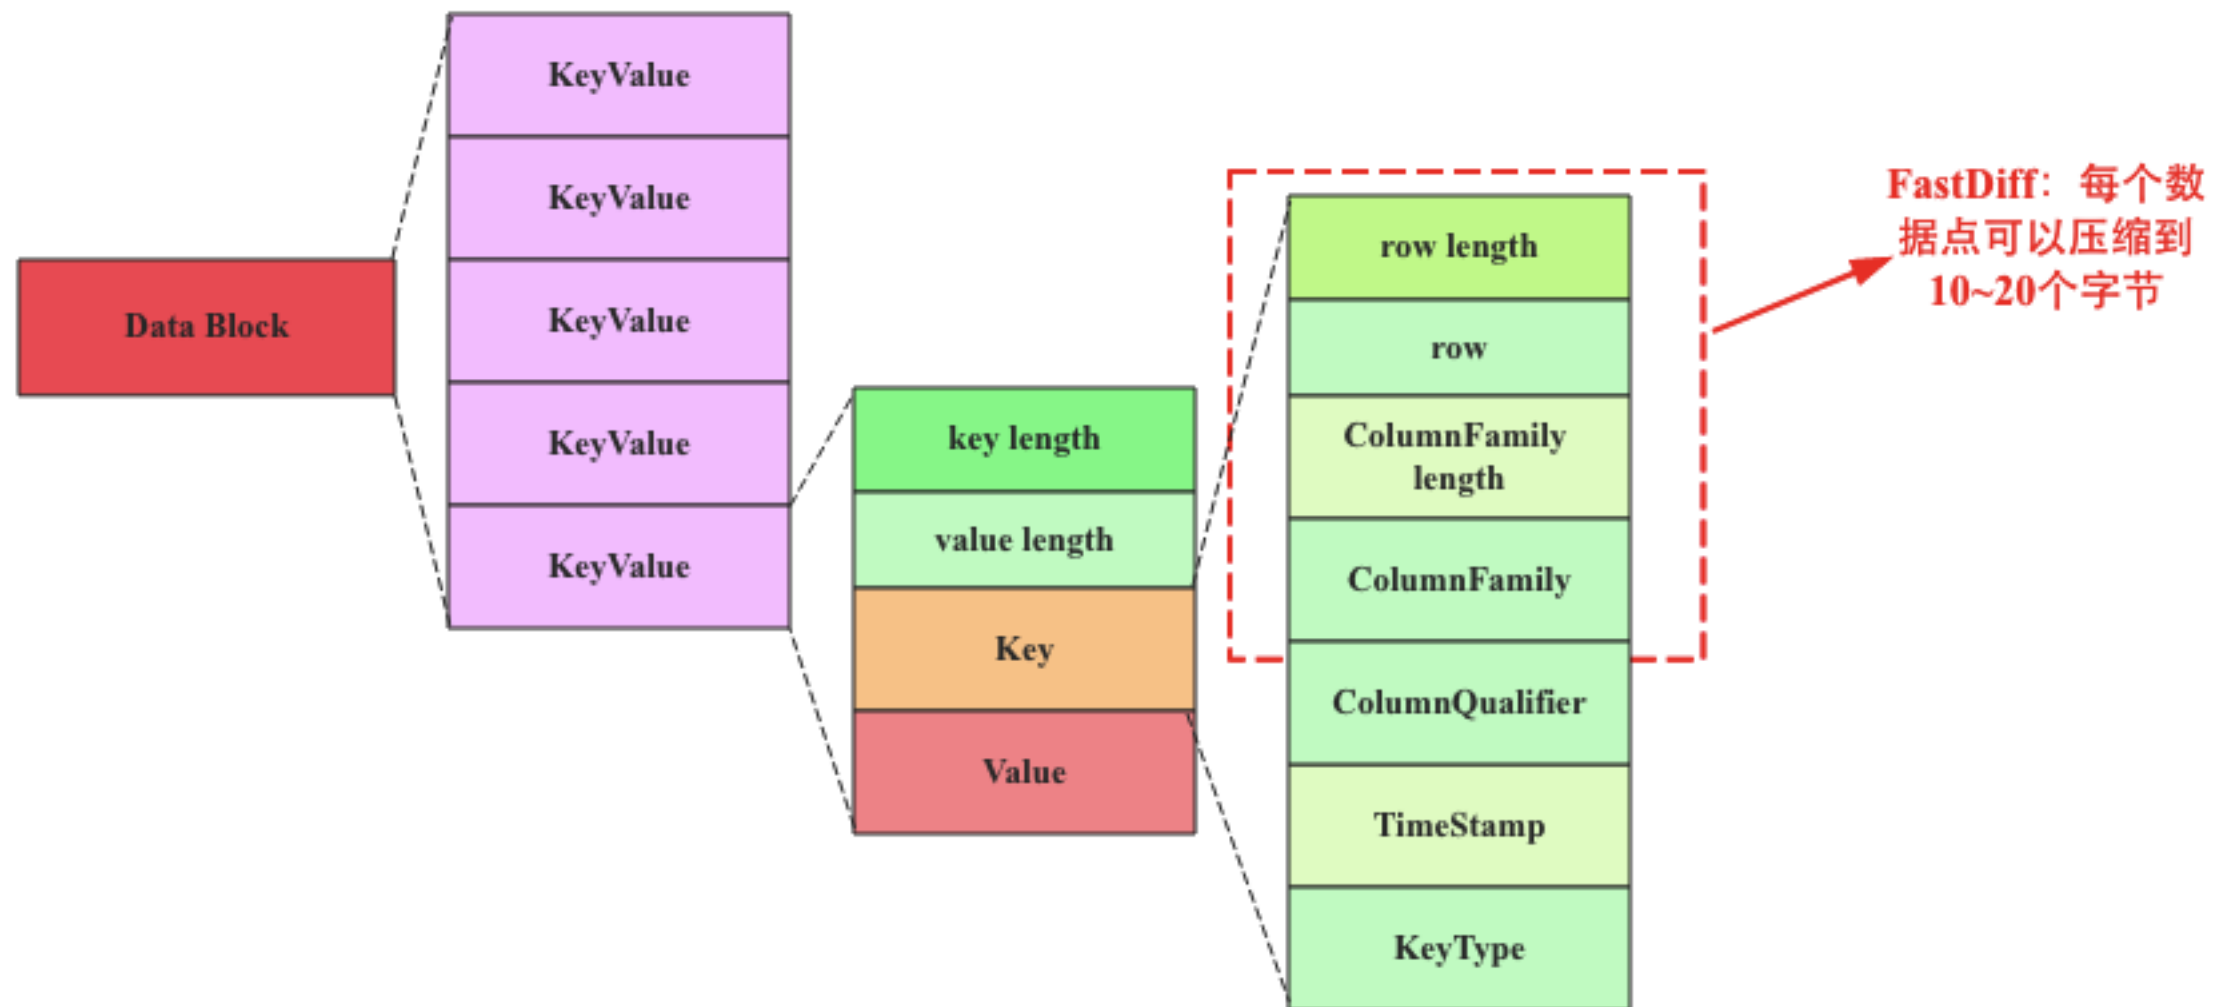 Data Block
KeyValue
KeyValue
KeyValue
KeyValue
KeyValue
key length
value length
Key
Value
row length
row
ColumnFamily
length
ColumnFamily
ColumnQualifier
TimeStamp
KeyType
FastDiff：每个数
据点可以压缩到
10~20个字节